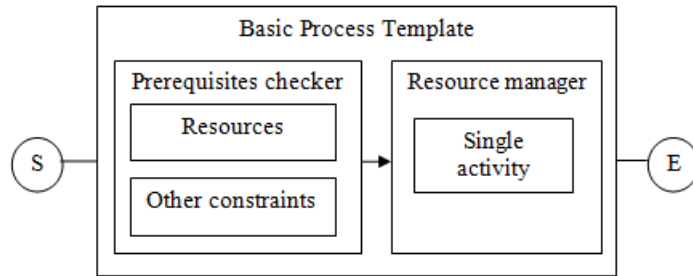 Basic Process Template
Prerequisites checker
Resources
Other constraints
Resource manager
Single
activity
S
E